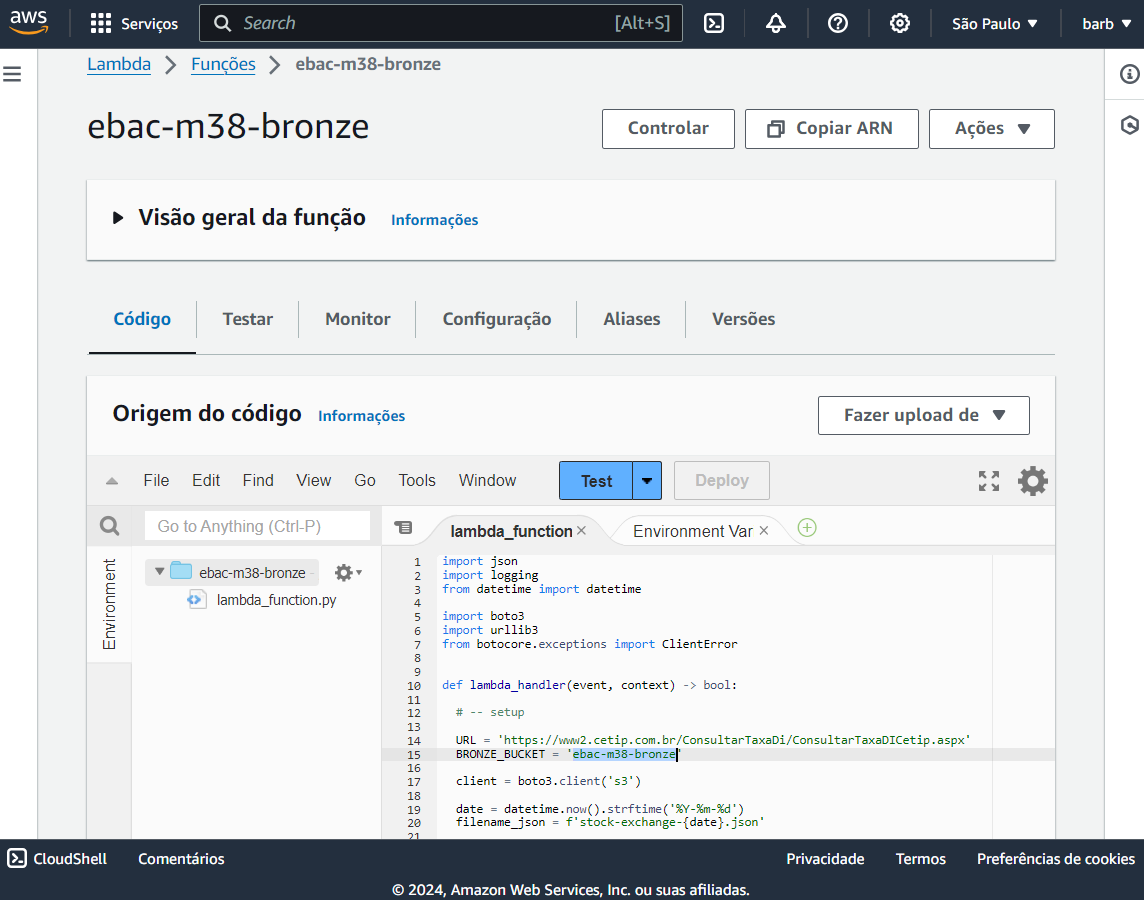 aws Serviços Search [Alt+S] São Paulo barb
Lambda Funções ebac-m38-bronze
ebac-m38-bronze Controlar Copiar ARN Ações
Visão geral da função Informações
Código Testar Monitor Configuração Aliases Versões
Origem do código Informações Fazer upload de
File Edit Find View Go Tools Window Test Deploy
Go to Anything (Ctrl-P) lambda_function Environment Var
Environment
ebac-m38-bronze
lambda_function.py
1 import json
2 import logging
3 from datetime import datetime
4
5 import boto3
6 import urllib3
7 from botocore.exceptions import ClientError
8
9
10 def lambda_handler(event, context) -> bool:
11
12 # -- setup
13
14 URL = 'https://www2.cetip.com.br/ConsultarTaxaDi/ConsultarTaxaDICetip.aspx'
15 BRONZE_BUCKET = 'ebac-m38-bronze'
16
17 client = boto3.client('s3')
18
19 date = datetime.now().strftime('%Y-%m-%d')
20 filename_json = f'stock-exchange-{date}.json'
21
CloudShell Comentários Privacidade Termos Preferências de cookies
© 2024, Amazon Web Services, Inc. ou suas afiliadas.